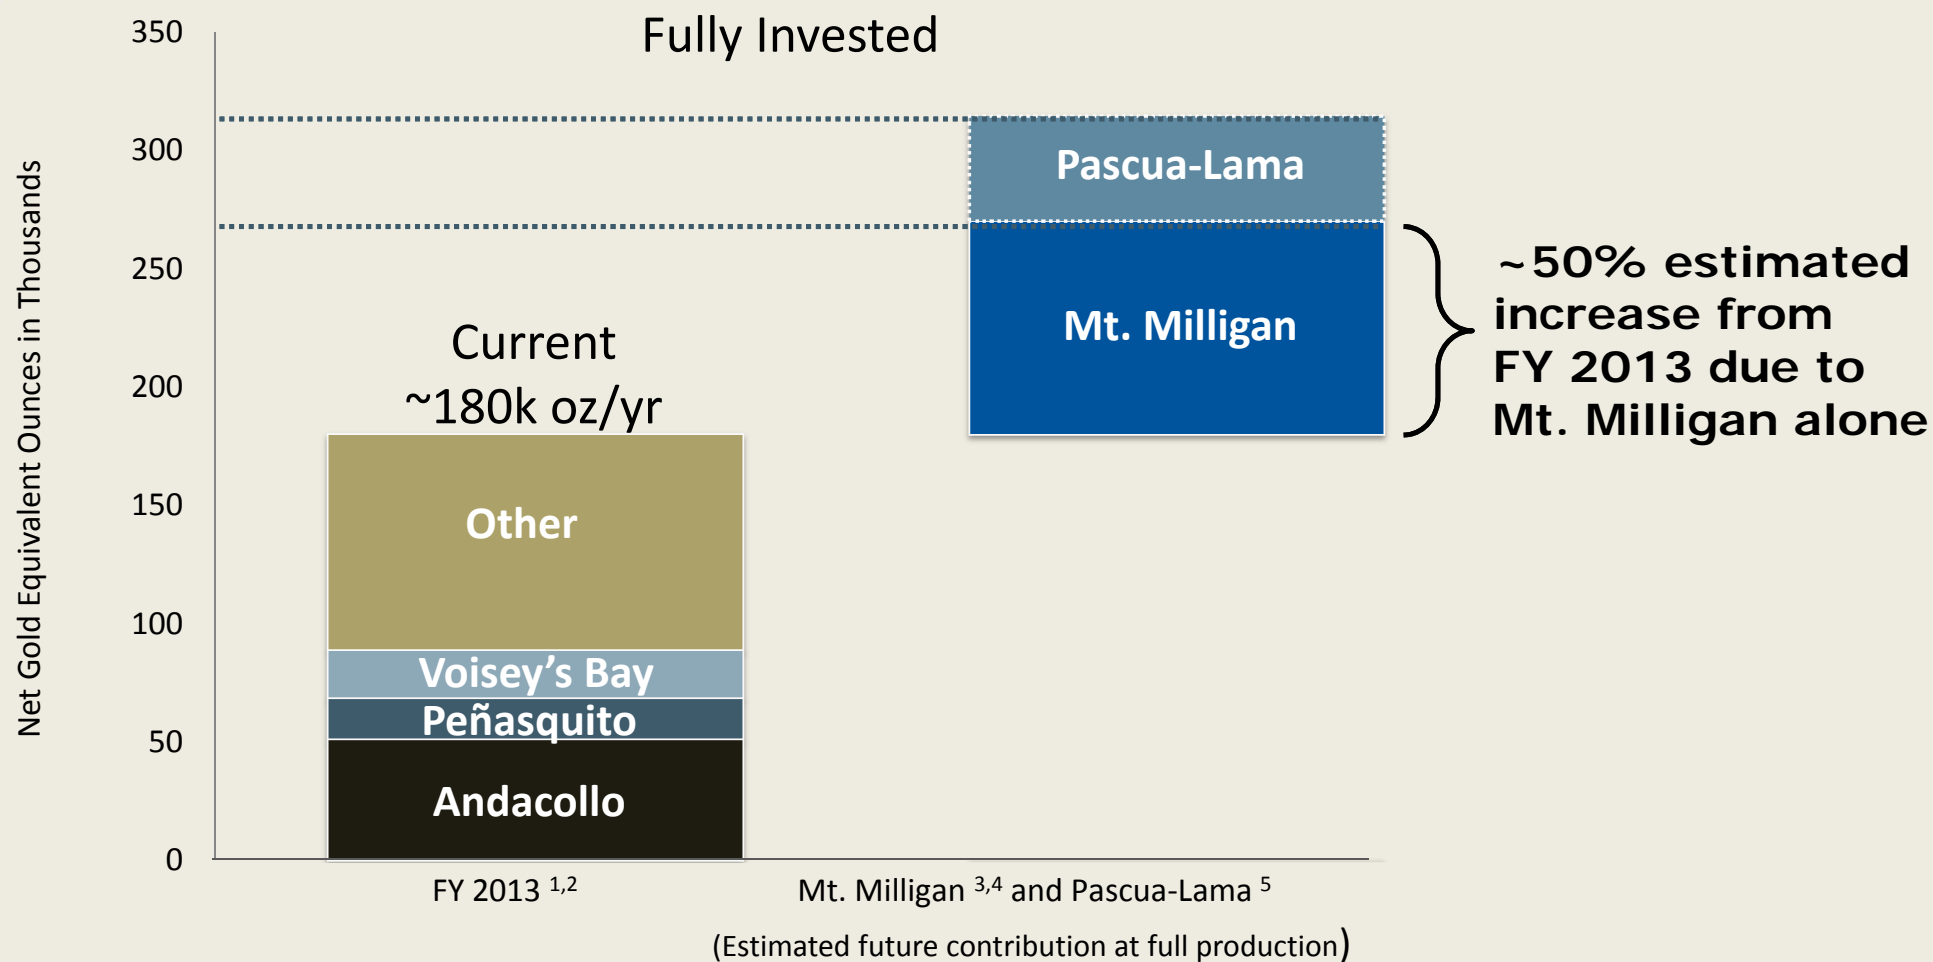 Fully Invested
Net Gold Equivalent Ounces in Thousands
350
300
250
200
150
100
50
0
Current
~180k oz/yr
Other
Voisey's Bay
Peñasquito
Andacollo
Pascua-Lama
Mt. Milligan
~50% estimated
increase from
FY 2013 due to
Mt. Milligan alone
FY 2013 1,2
Mt. Milligan 3,4 and Pascua-Lama 5
(Estimated future contribution at full production)